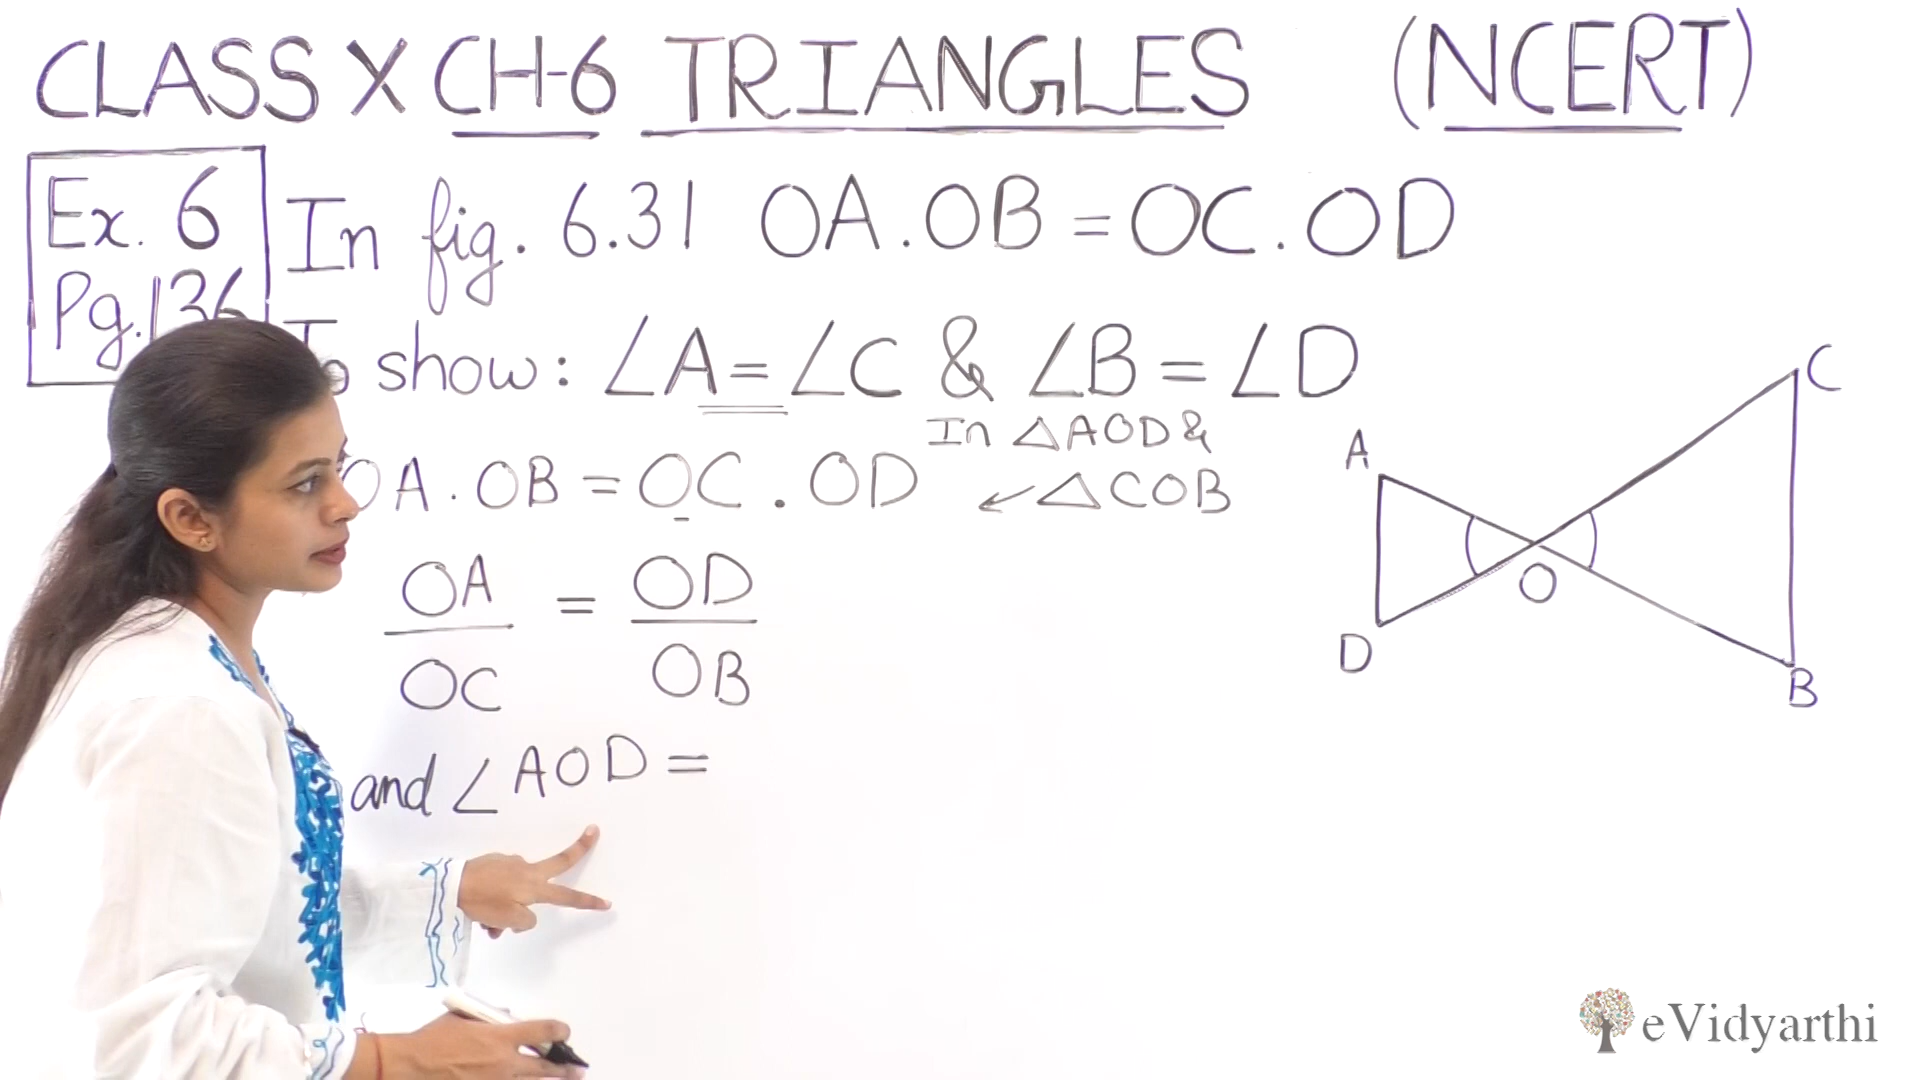 CLASS X CH-6 TRIANGLES (NCERT)
Ex. 6
Pg. 136
In fig. 6.31 OA . OB = OC . OD
To show: ∠A = ∠C & ∠B = ∠D
In △AOD &
△COB
OA . OB = OC . OD
OA/OC = OD/OB
and ∠AOD =
A
C
O
D
B
eVidyarthi